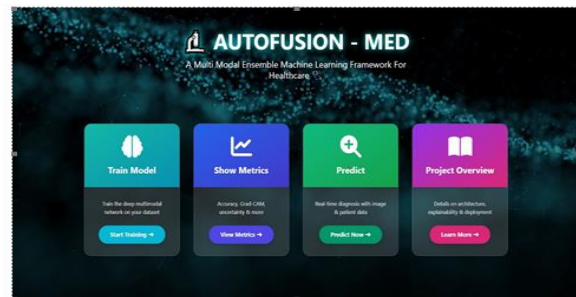 AUTOFUSION - MED
A Multi Modal Ensemble Machine Learning Framework For
Healthcare
Train Model
Train the deep multimodal
network on your dataset
Start Training →
Show Metrics
Accuracy, Grad-CAM,
uncertainty & more
View Metrics →
Predict
Real-time diagnosis with image
& patient data
Predict Now →
Project Overview
Details on architecture,
explainability & deployment
Learn More →